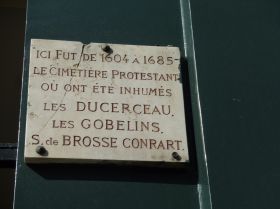 ICI FUT DE 1604 À 1685
LE CIMETIÈRE PROTESTANT
OÙ ONT ÉTÉ INHUMÉS
LES DUCERCEAU,
LES GOBELINS,
S. de BROSSE CONRART.